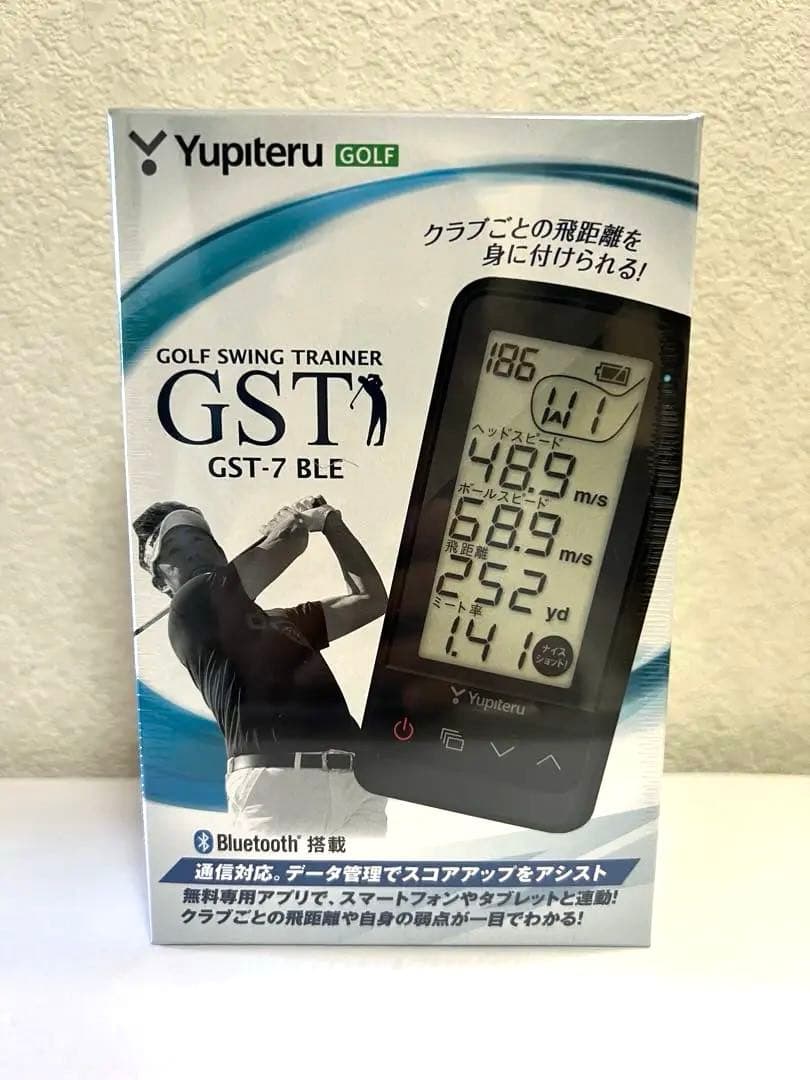 Yupiteru GOLF
クラブごとの飛距離を
身に付けられる!
GOLF SWING TRAINER
GST
GST-7 BLE
186
W1
ヘッドスピード
48.9 m/s
ボールスピード
68.9 m/s
飛距離
252 yd
ミート率
1.41
ナイス
ショット!
Yupiteru
Bluetooth® 搭載
通信対応。データ管理でスコアアップをアシスト
無料専用アプリで、スマートフォンやタブレットと連動!
クラブごとの飛距離や自身の弱点が一目でわかる!